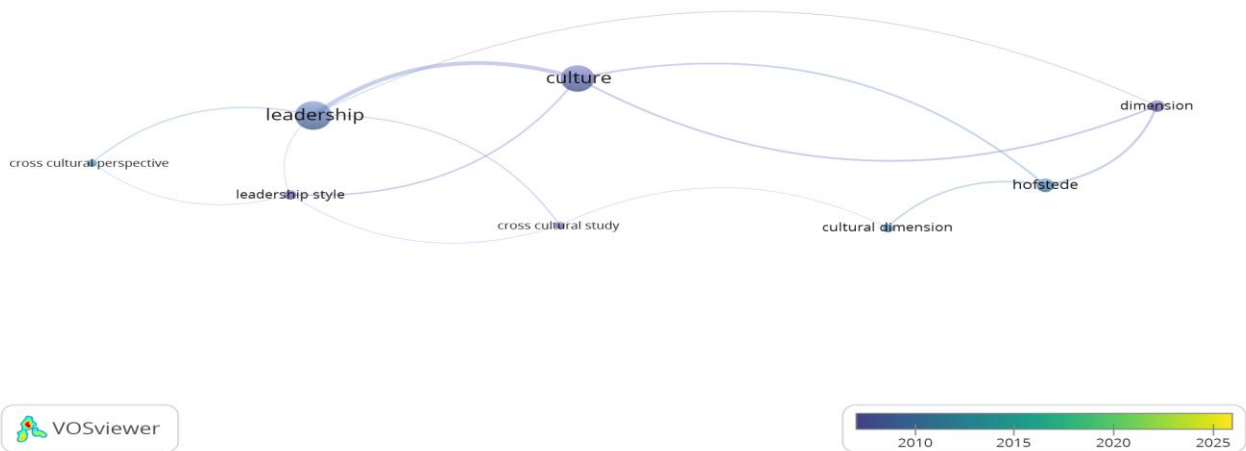 culture
leadership
dimension
cross cultural perspective
hofstede
leadership style
cross cultural study
cultural dimension
VOSviewer
2010
2015
2020
2025